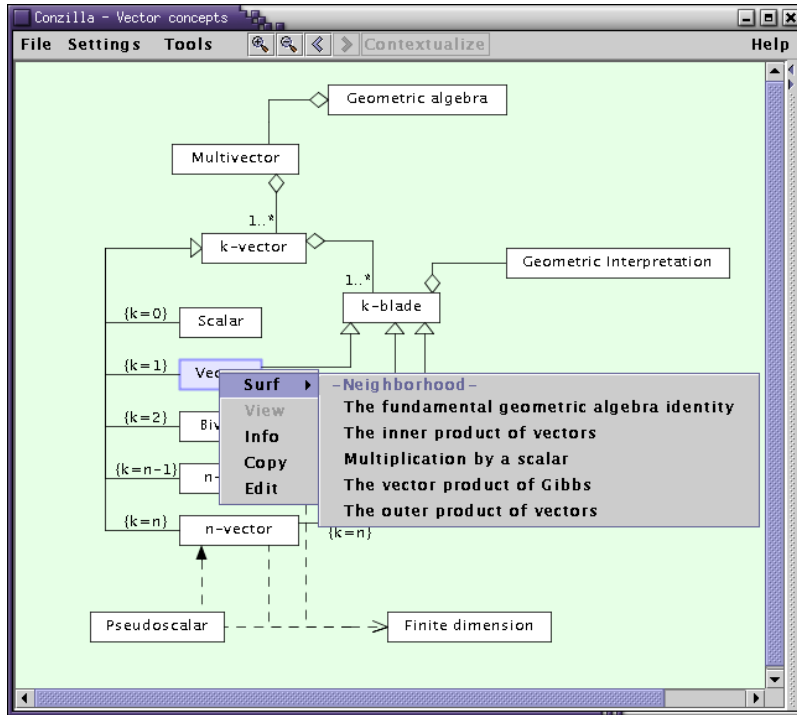 Conzilla - Vector concepts
File Settings Tools Contextualize Help
Geometric algebra
Multivector
1..*
k-vector
Geometric Interpretation
1..*
k-blade
{k=0} Scalar
{k=1}
Surf -Neighborhood-
View The fundamental geometric algebra identity
{k=2}
Info The inner product of vectors
Copy Multiplication by a scalar
{k=n-1}
Edit The vector product of Gibbs
The outer product of vectors
{k=n} n-vector {k=n}
Pseudoscalar Finite dimension